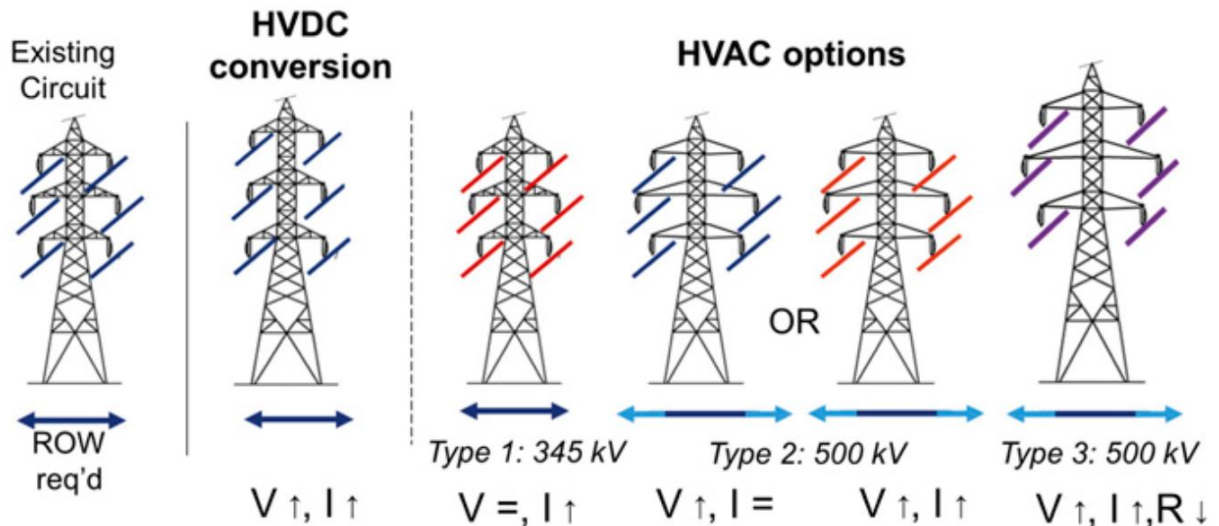 Existing
Circuit
HVDC
conversion
HVAC options
OR
ROW
req'd
Type 1: 345 kV
Type 2: 500 kV
Type 3: 500 kV
V ↑, I ↑
V =, I ↑
V ↑, I =
V ↑, I ↑
V ↑, I ↑,R ↓